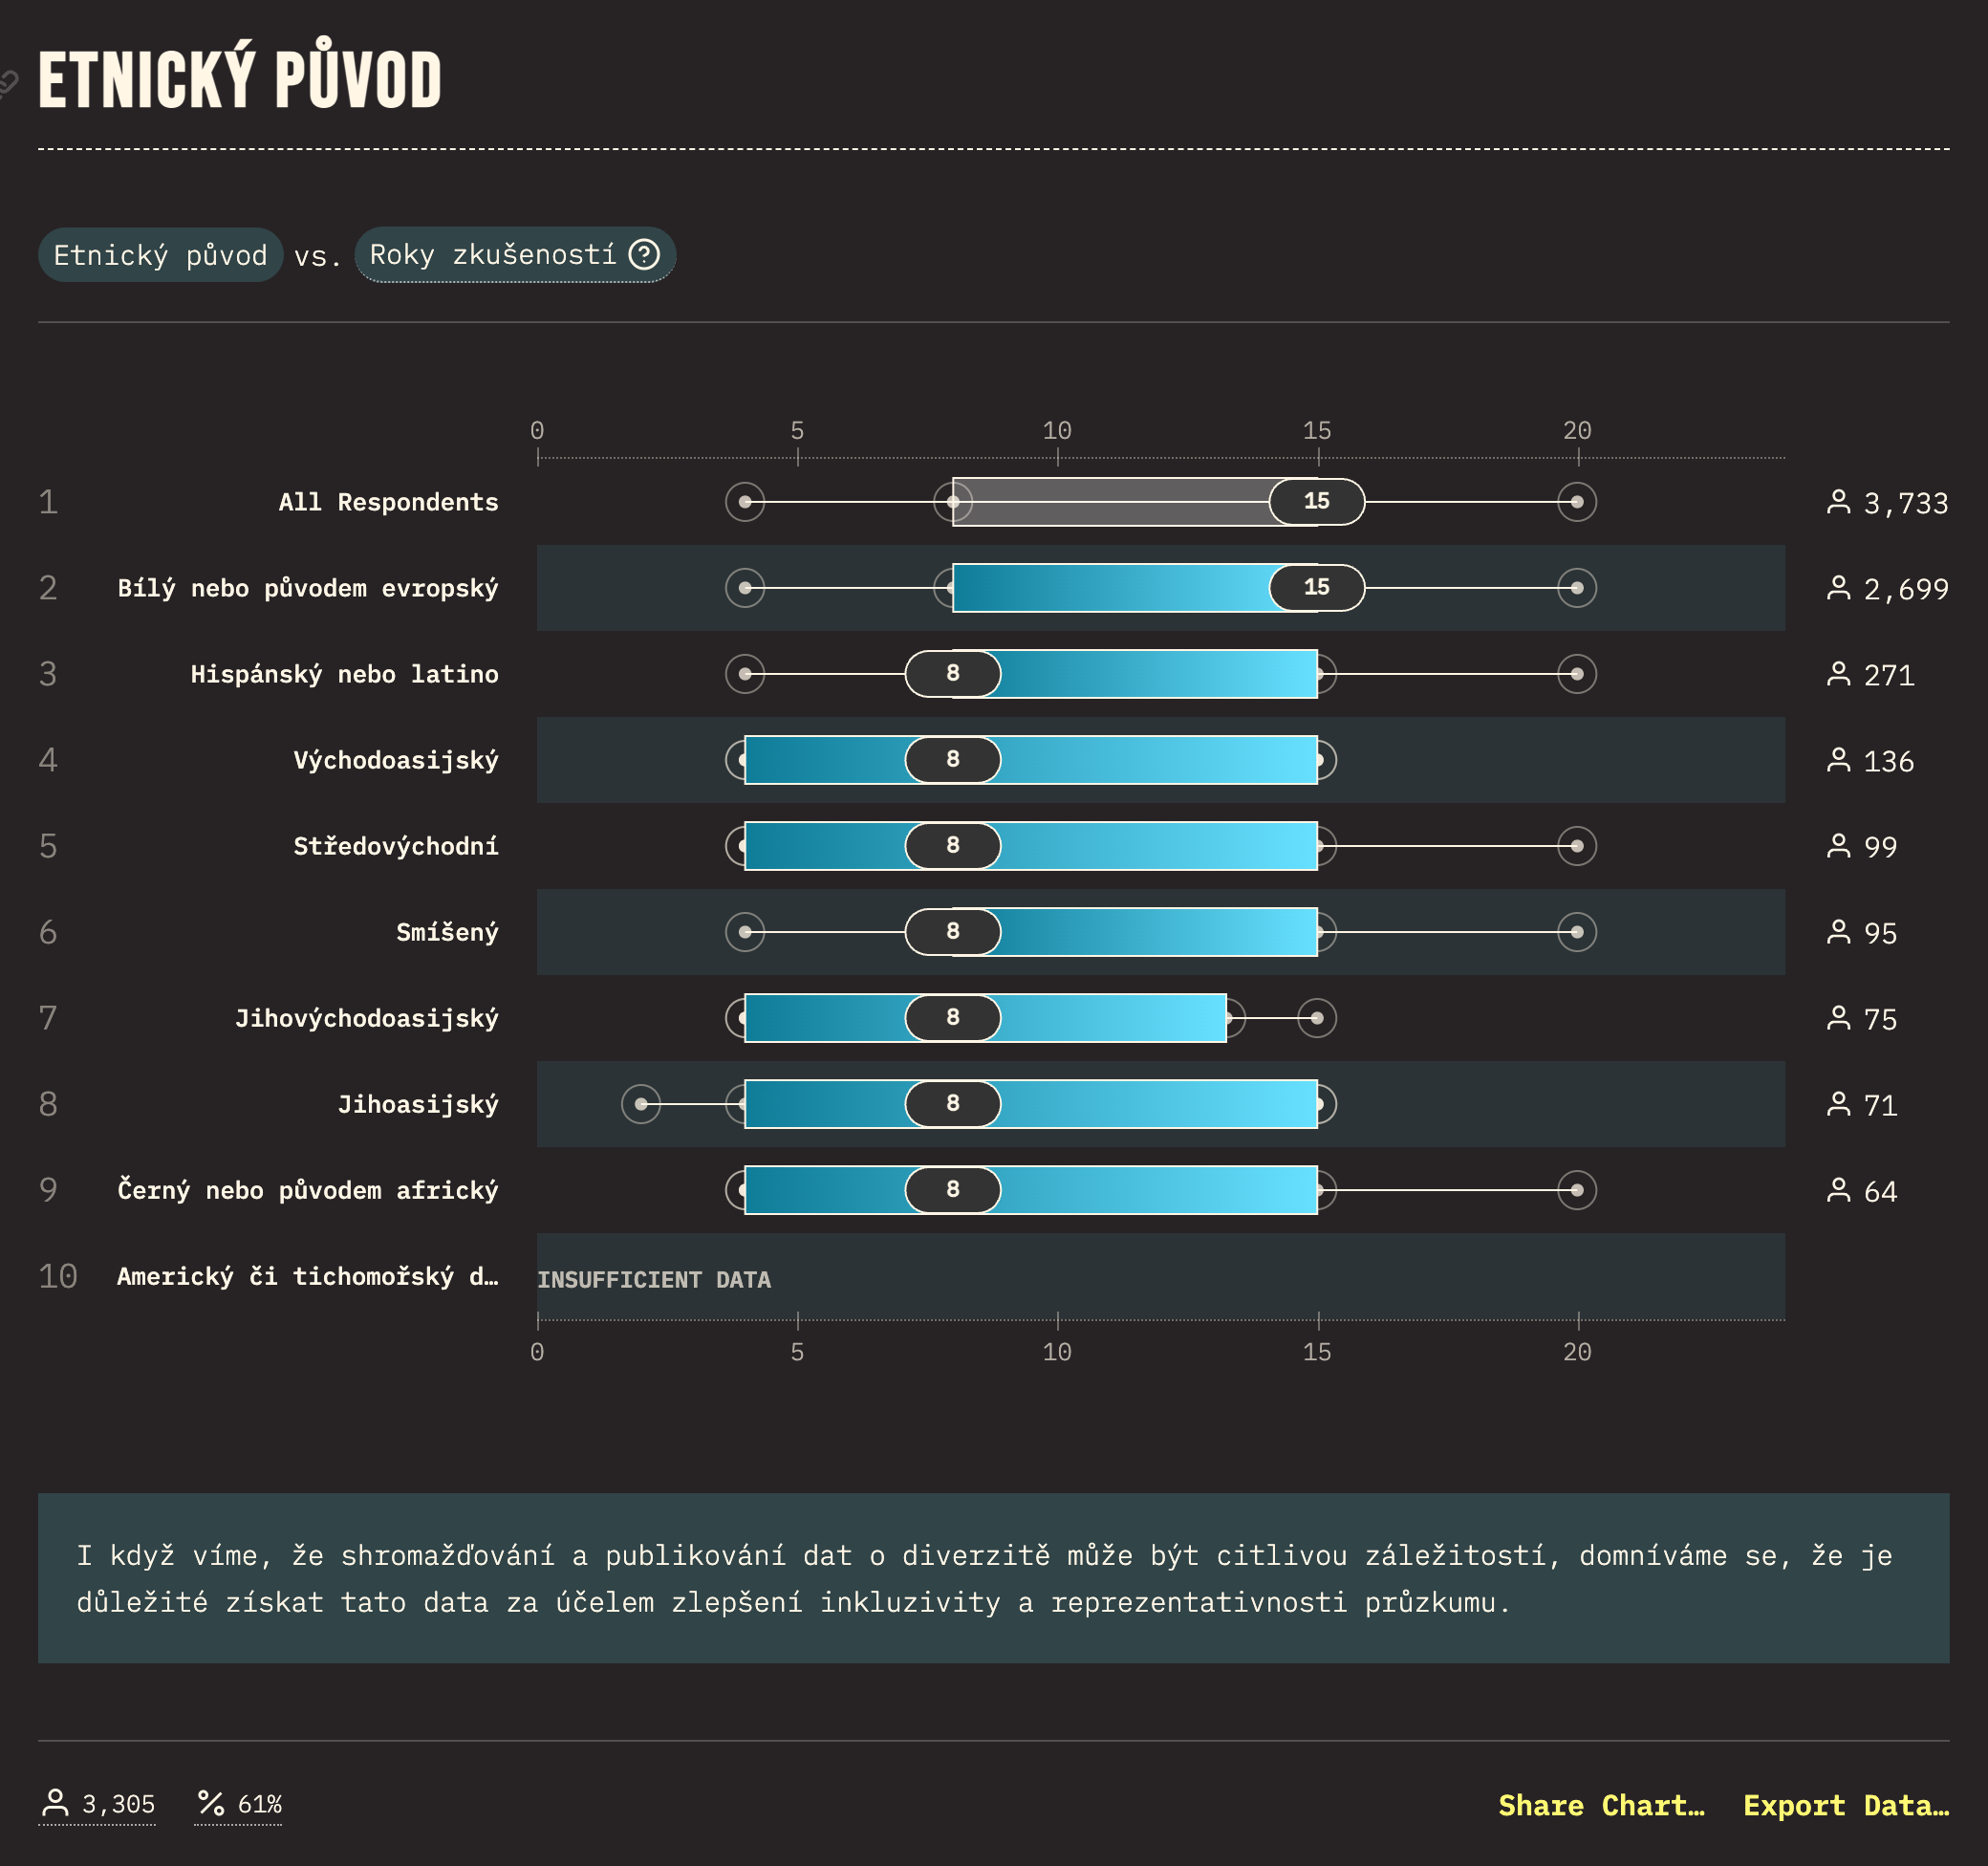 ETNICKÝ PŮVOD
Etnický původ vs. Roky zkušeností ?
0 5 10 15 20
1 All Respondents 15 3,733
2 Bílý nebo původem evropský 15 2,699
3 Hispánský nebo latino 8 271
4 Východoasijský 8 136
5 Středovýchodní 8 99
6 Smíšený 8 95
7 Jihovýchodoasijský 8 75
8 Jihoasijský 8 71
9 Černý nebo původem africký 8 64
10 Americký či tichomořský d… INSUFFICIENT DATA
0 5 10 15 20
I když víme, že shromažďování a publikování dat o diverzitě může být citlivou záležitostí, domníváme se, že je
důležité získat tato data za účelem zlepšení inkluzivity a reprezentativnosti průzkumu.
3,305 % 61% Share Chart… Export Data…